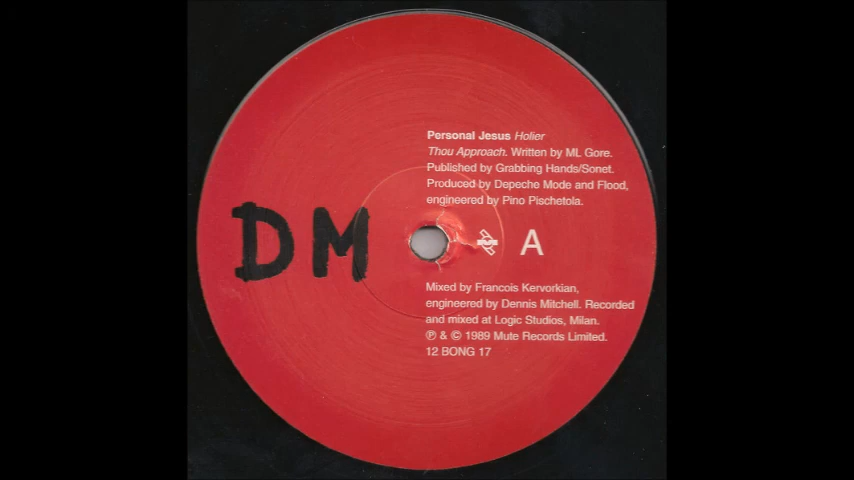 Personal Jesus Holier
Thou Approach. Written by ML Gore.
Published by Grabbing Hands/Sonet.
Produced by Depeche Mode and Flood,
engineered by Pino Pischetola.
DM
A
Mixed by Francois Kervorkian,
engineered by Dennis Mitchell. Recorded
and mixed at Logic Studios, Milan.
℗ & © 1989 Mute Records Limited.
12 BONG 17